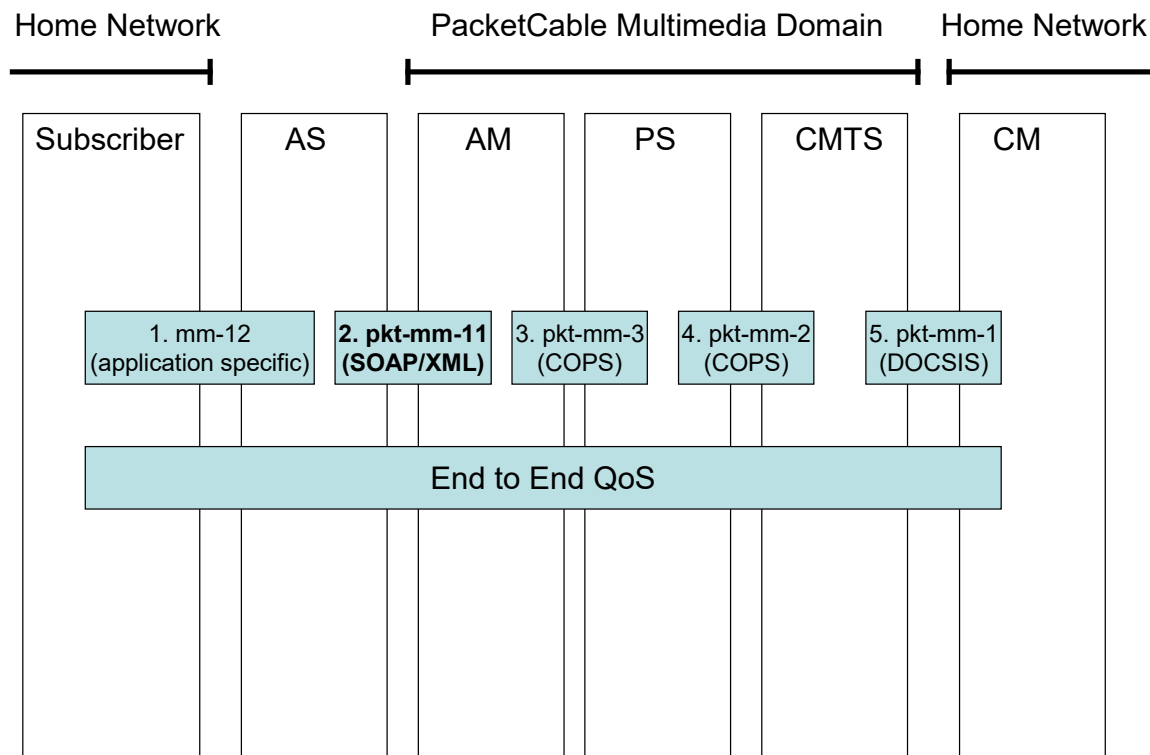 Home Network
PacketCable Multimedia Domain
Home Network
Subscriber
AS
AM
PS
CMTS
CM
1. mm-12
(application specific)
2. pkt-mm-11
(SOAP/XML)
3. pkt-mm-3
(COPS)
4. pkt-mm-2
(COPS)
5. pkt-mm-1
(DOCSIS)
End to End QoS